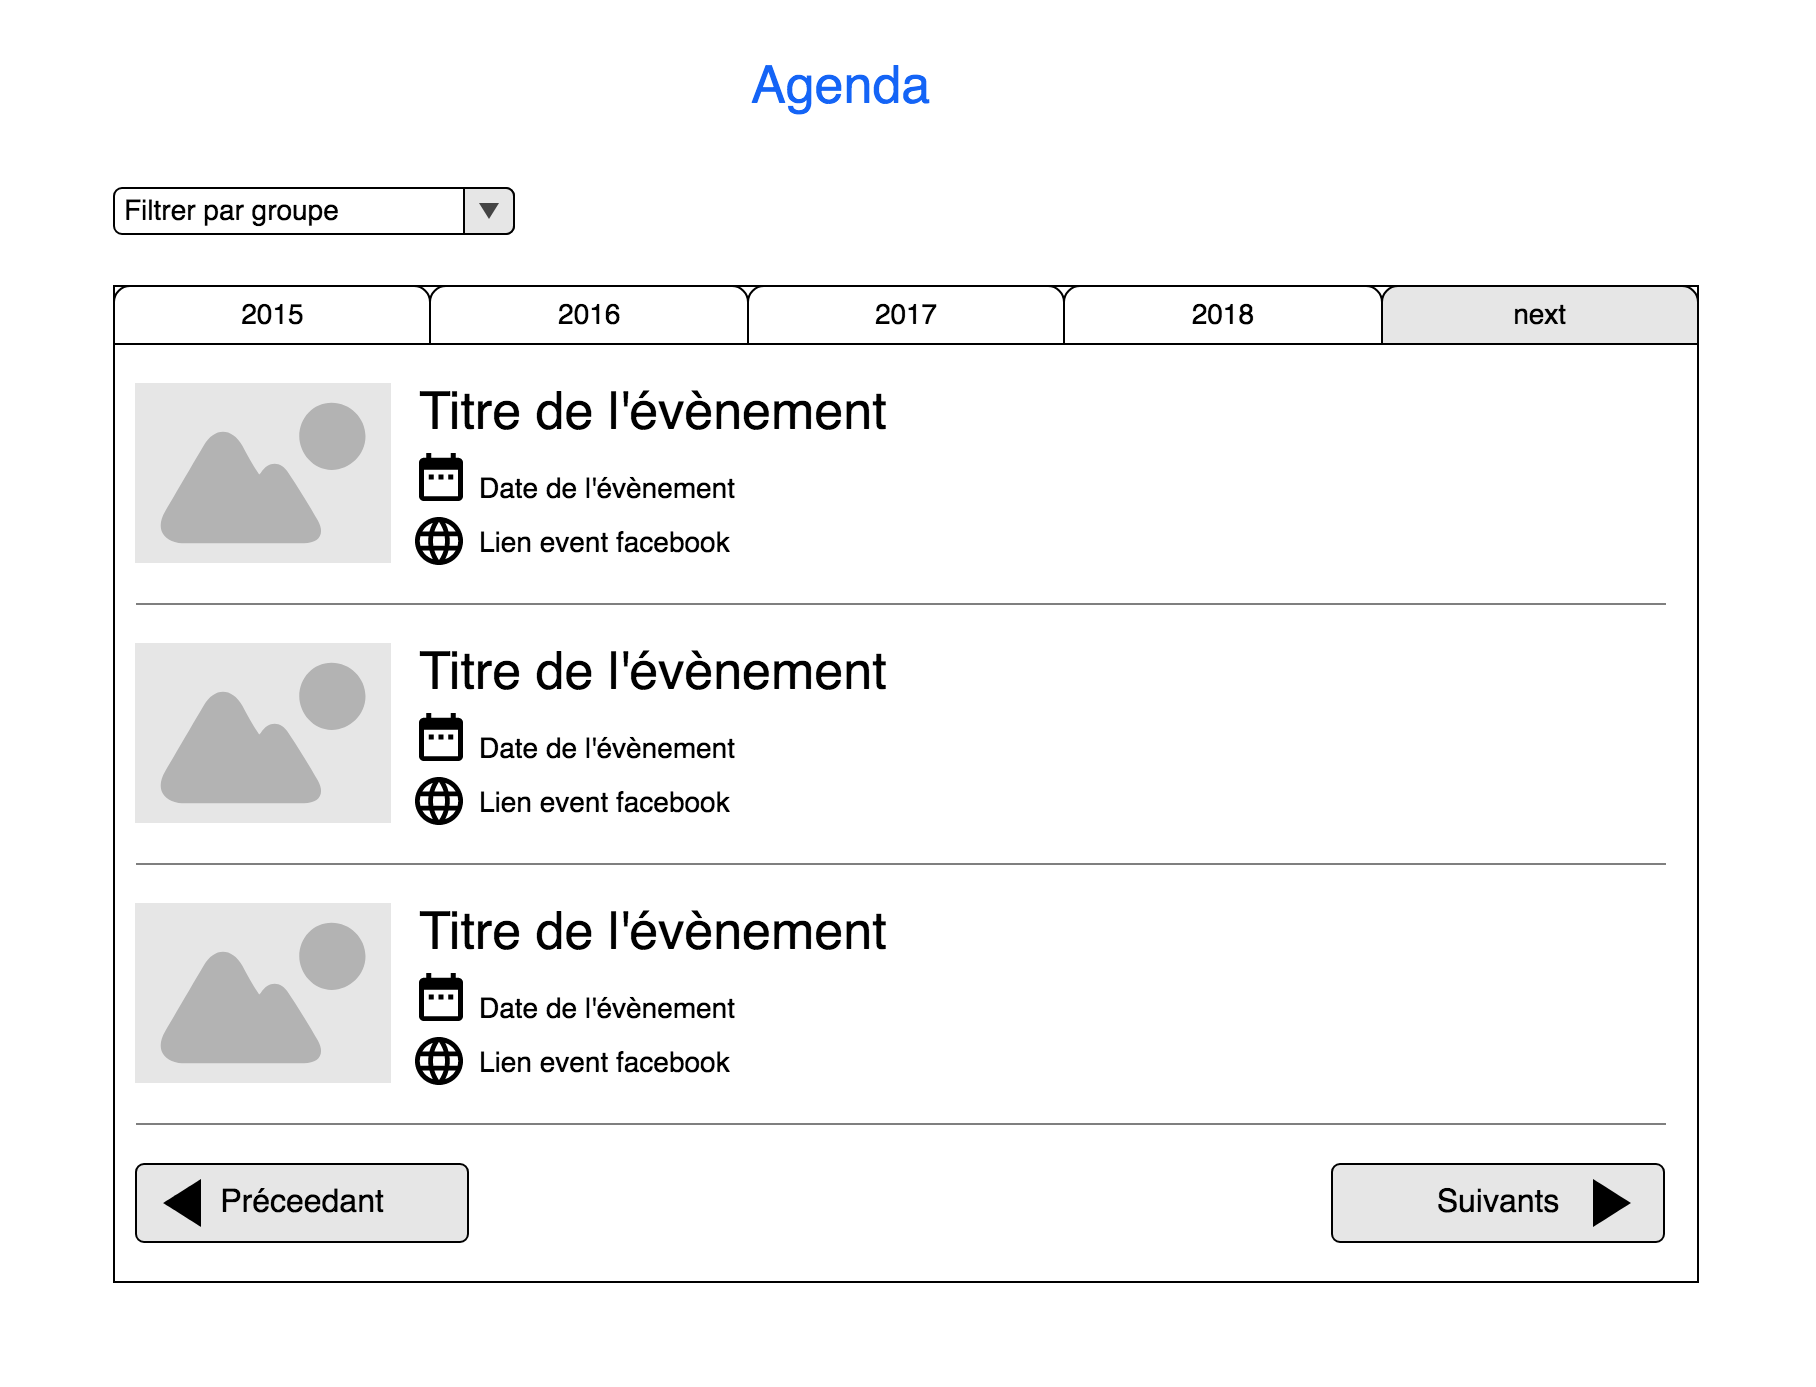 Agenda
Filtrer par groupe
2015 2016 2017 2018 next
Titre de l'évènement
Date de l'évènement
Lien event facebook
Titre de l'évènement
Date de l'évènement
Lien event facebook
Titre de l'évènement
Date de l'évènement
Lien event facebook
Préceedant Suivants